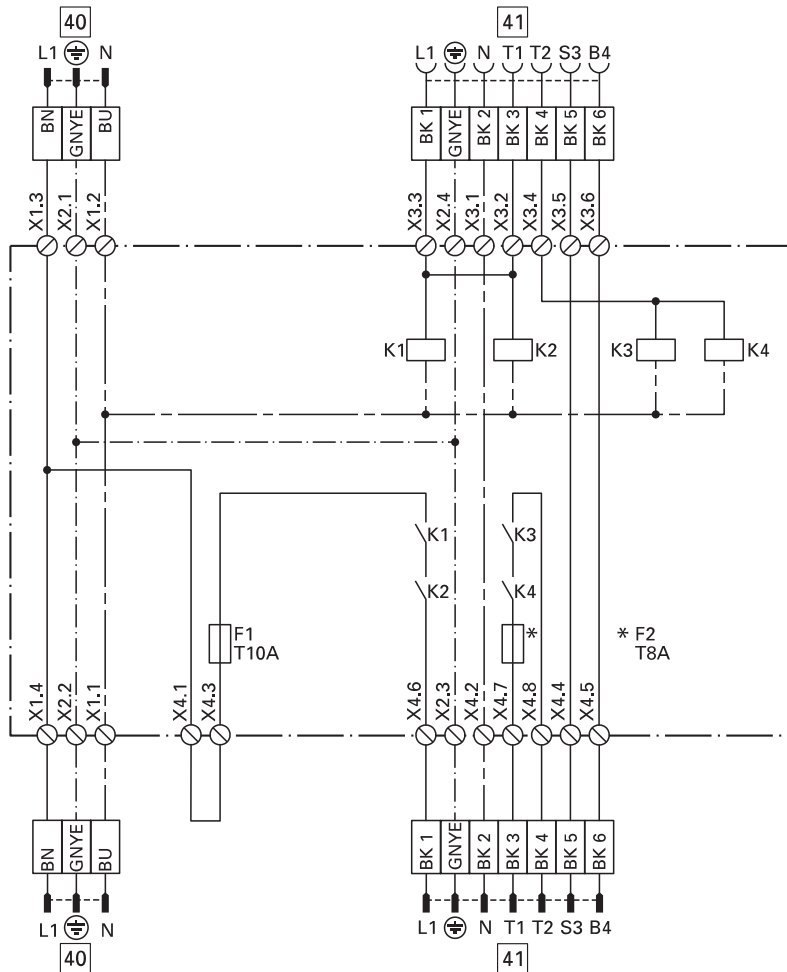 40 41
L1 N L1 N T1 T2 S3 B4
BN GNYE BU BK 1 GNYE BK 2 BK 3 BK 4 BK 5 BK 6
X1.3 X2.1 X1.2 X3.3 X2.4 X3.1 X3.2 X3.4 X3.5 X3.6
K1 K2 K3 K4
K1 K3
K2 K4
F1 * * F2
T10A T8A
X1.4 X2.2 X1.1 X4.1 X4.3 X4.6 X2.3 X4.2 X4.7 X4.8 X4.4 X4.5
BN GNYE BU BK 1 GNYE BK 2 BK 3 BK 4 BK 5 BK 6
L1 N L1 N T1 T2 S3 B4
40 41